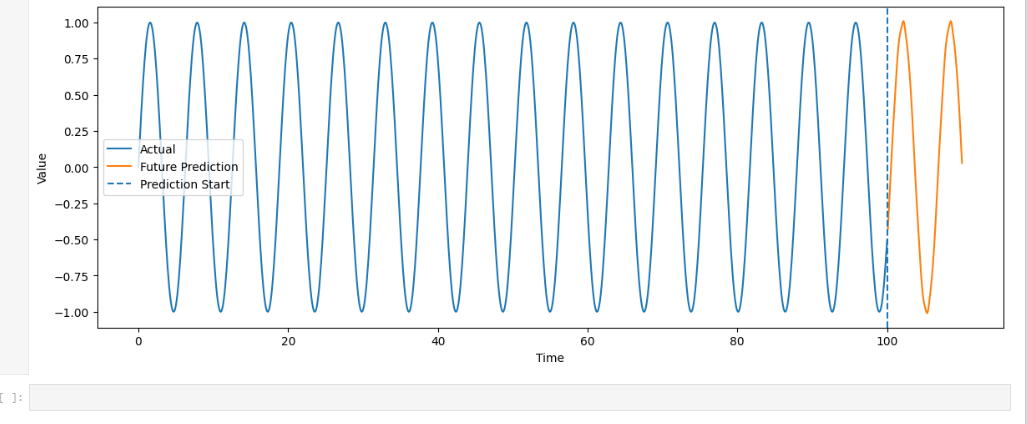 1.00
0.75
0.50
0.25
0.00
−0.25
−0.50
−0.75
−1.00
Value
Actual
Future Prediction
Prediction Start
0 20 40 60 80 100
Time
[ ]: